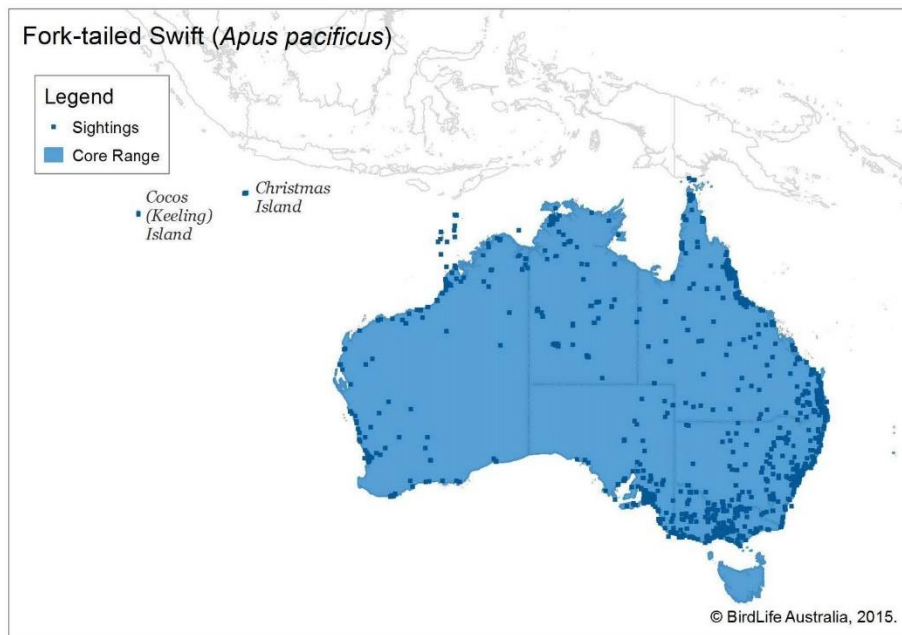 Fork-tailed Swift (Apus pacificus)
Legend
Sightings
Core Range
Cocos
(Keeling)
Island
Christmas
Island
© BirdLife Australia, 2015.